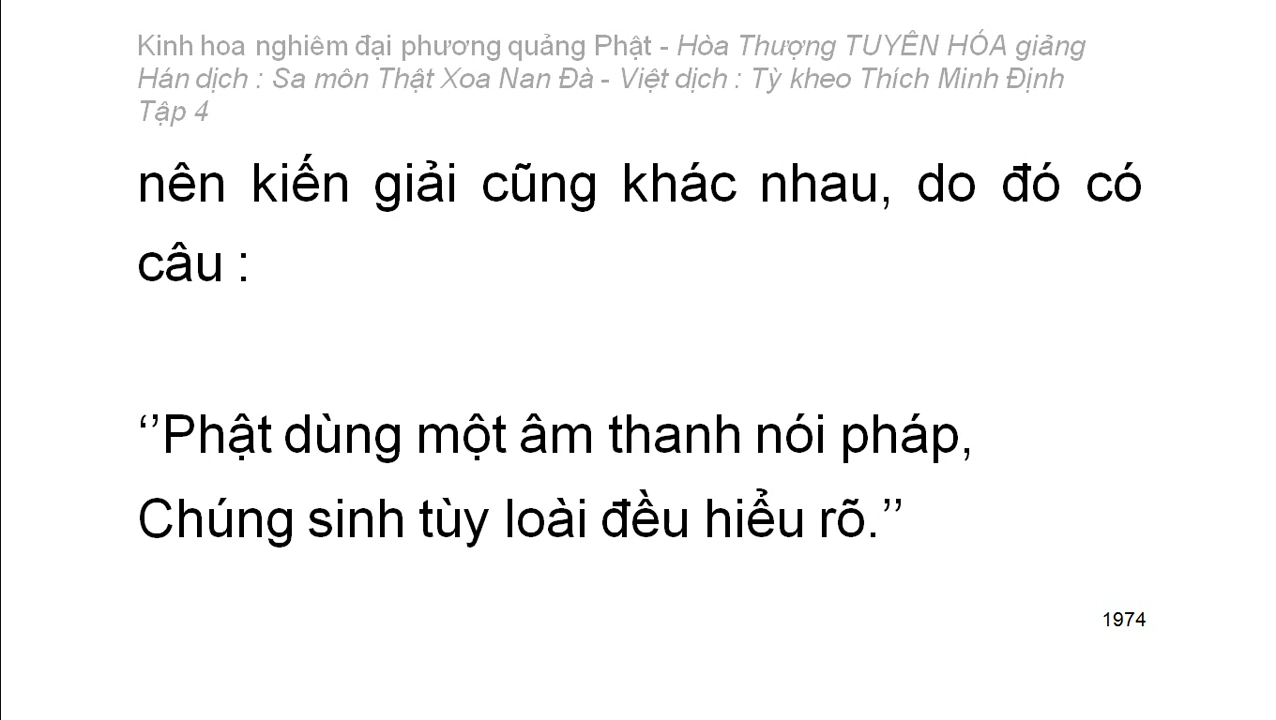 Kinh hoa nghiêm đại phương quảng Phật - Hòa Thượng TUYÊN HÓA giảng
Hán dịch : Sa môn Thật Xoa Nan Đà - Việt dịch : Tỳ kheo Thích Minh Định
Tập 4
nên kiến giải cũng khác nhau, do đó có
câu :
‘’Phật dùng một âm thanh nói pháp,
Chúng sinh tùy loài đều hiểu rõ.’’
1974